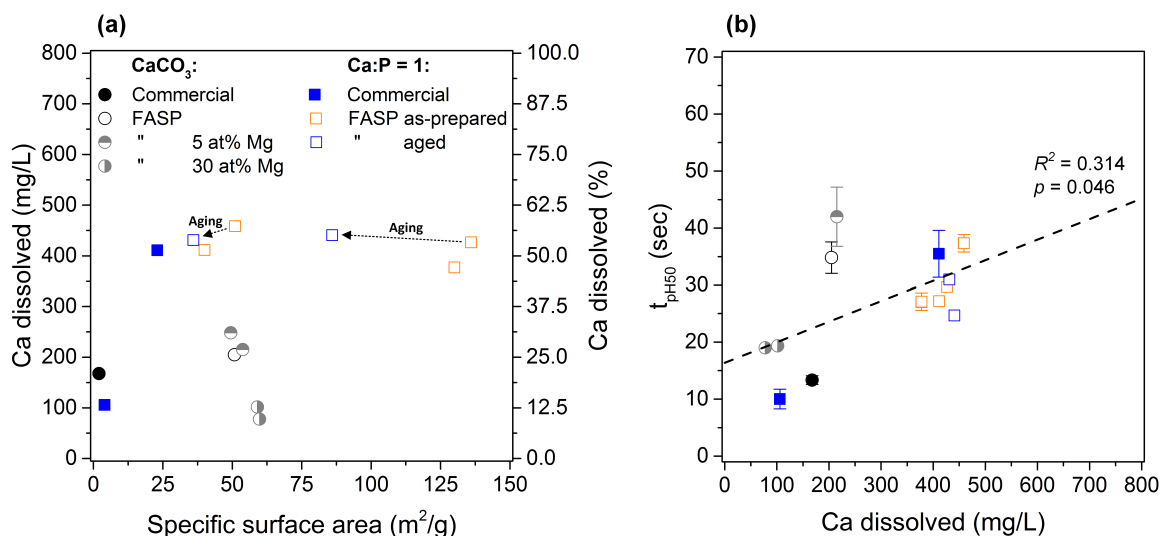 (a)
800
700
600
500
400
300
200
100
0
Ca dissolved (mg/L)
CaCO3:
Commercial
FASP
" 5 at% Mg
" 30 at% Mg
Ca:P = 1:
Commercial
FASP as-prepared
" aged
Aging
Aging
100.0
87.5
75.0
62.5
50.0
37.5
25.0
12.5
0.0
Ca dissolved (%)
0 25 50 75 100 125 150
Specific surface area (m²/g)
(b)
70
60
50
40
30
20
10
0
tpH50 (sec)
R² = 0.314
p = 0.046
0 100 200 300 400 500 600 700 800
Ca dissolved (mg/L)